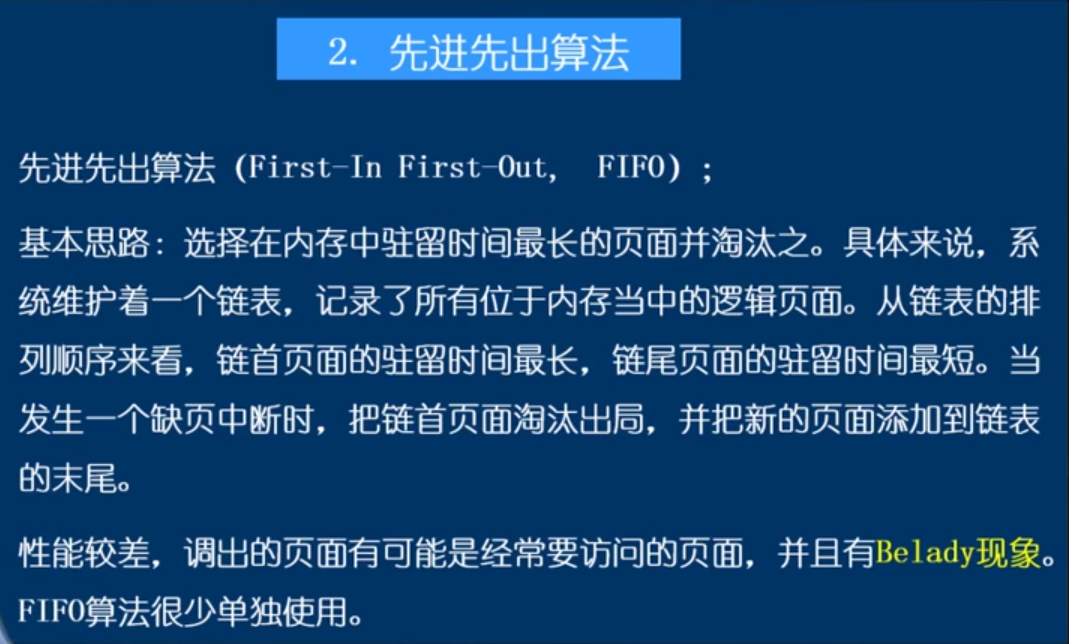 2. 先进先出算法
先进先出算法（First-In First-Out, FIFO）；
基本思路：选择在内存中驻留时间最长的页面并淘汰之。具体来说，系
统维护着一个链表，记录了所有位于内存当中的逻辑页面。从链表的排
列顺序来看，链首页面的驻留时间最长，链尾页面的驻留时间最短。当
发生一个缺页中断时，把链首页面淘汰出局，并把新的页面添加到链表
的末尾。
性能较差，调出的页面有可能是经常要访问的页面，并且有Belady现象。
FIFO算法很少单独使用。